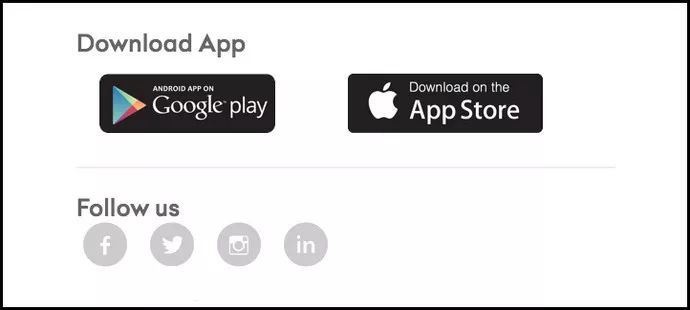 Download App
ANDROID APP ON
Google play
Download on the
App Store
Follow us
f
in